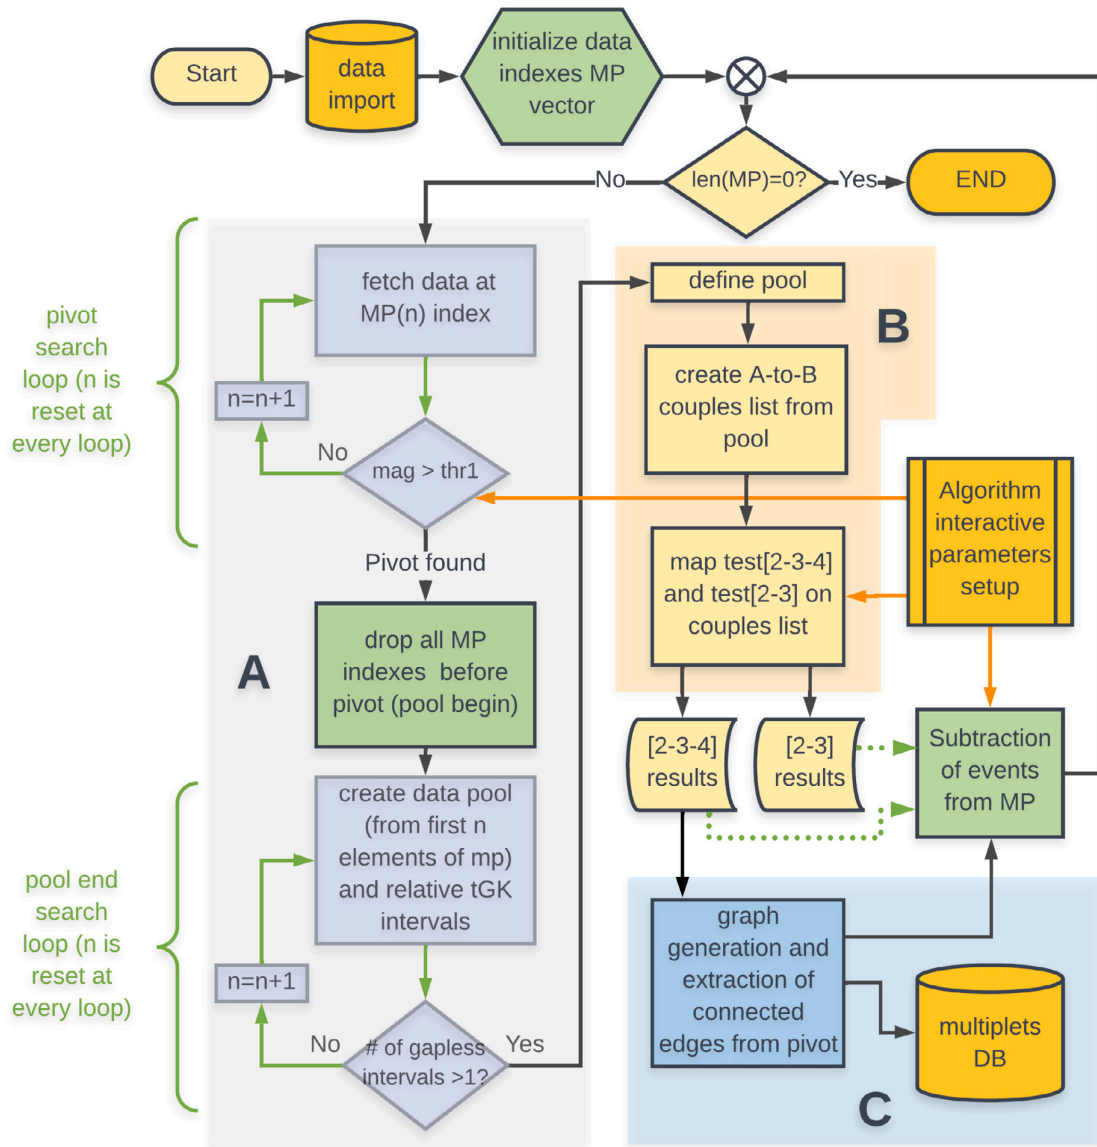 Start
data
import
initialize data
indexes MP
vector
len(MP)=0?
No
Yes
END
pivot
search
loop (n is
reset at
every loop)
fetch data at
MP(n) index
n=n+1
No
mag > thr1
Pivot found
A
drop all MP
indexes before
pivot (pool begin)
pool end
search
loop (n is
reset at
every loop)
create data pool
(from first n
elements of mp)
and relative tGK
intervals
n=n+1
No
# of gapless
intervals >1?
Yes
define pool
B
create A-to-B
couples list from
pool
map test[2-3-4]
and test[2-3] on
couples list
Algorithm
interactive
parameters
setup
[2-3-4]
results
[2-3]
results
Subtraction
of events
from MP
graph
generation and
extraction of
connected
edges from pivot
multiplets
DB
C